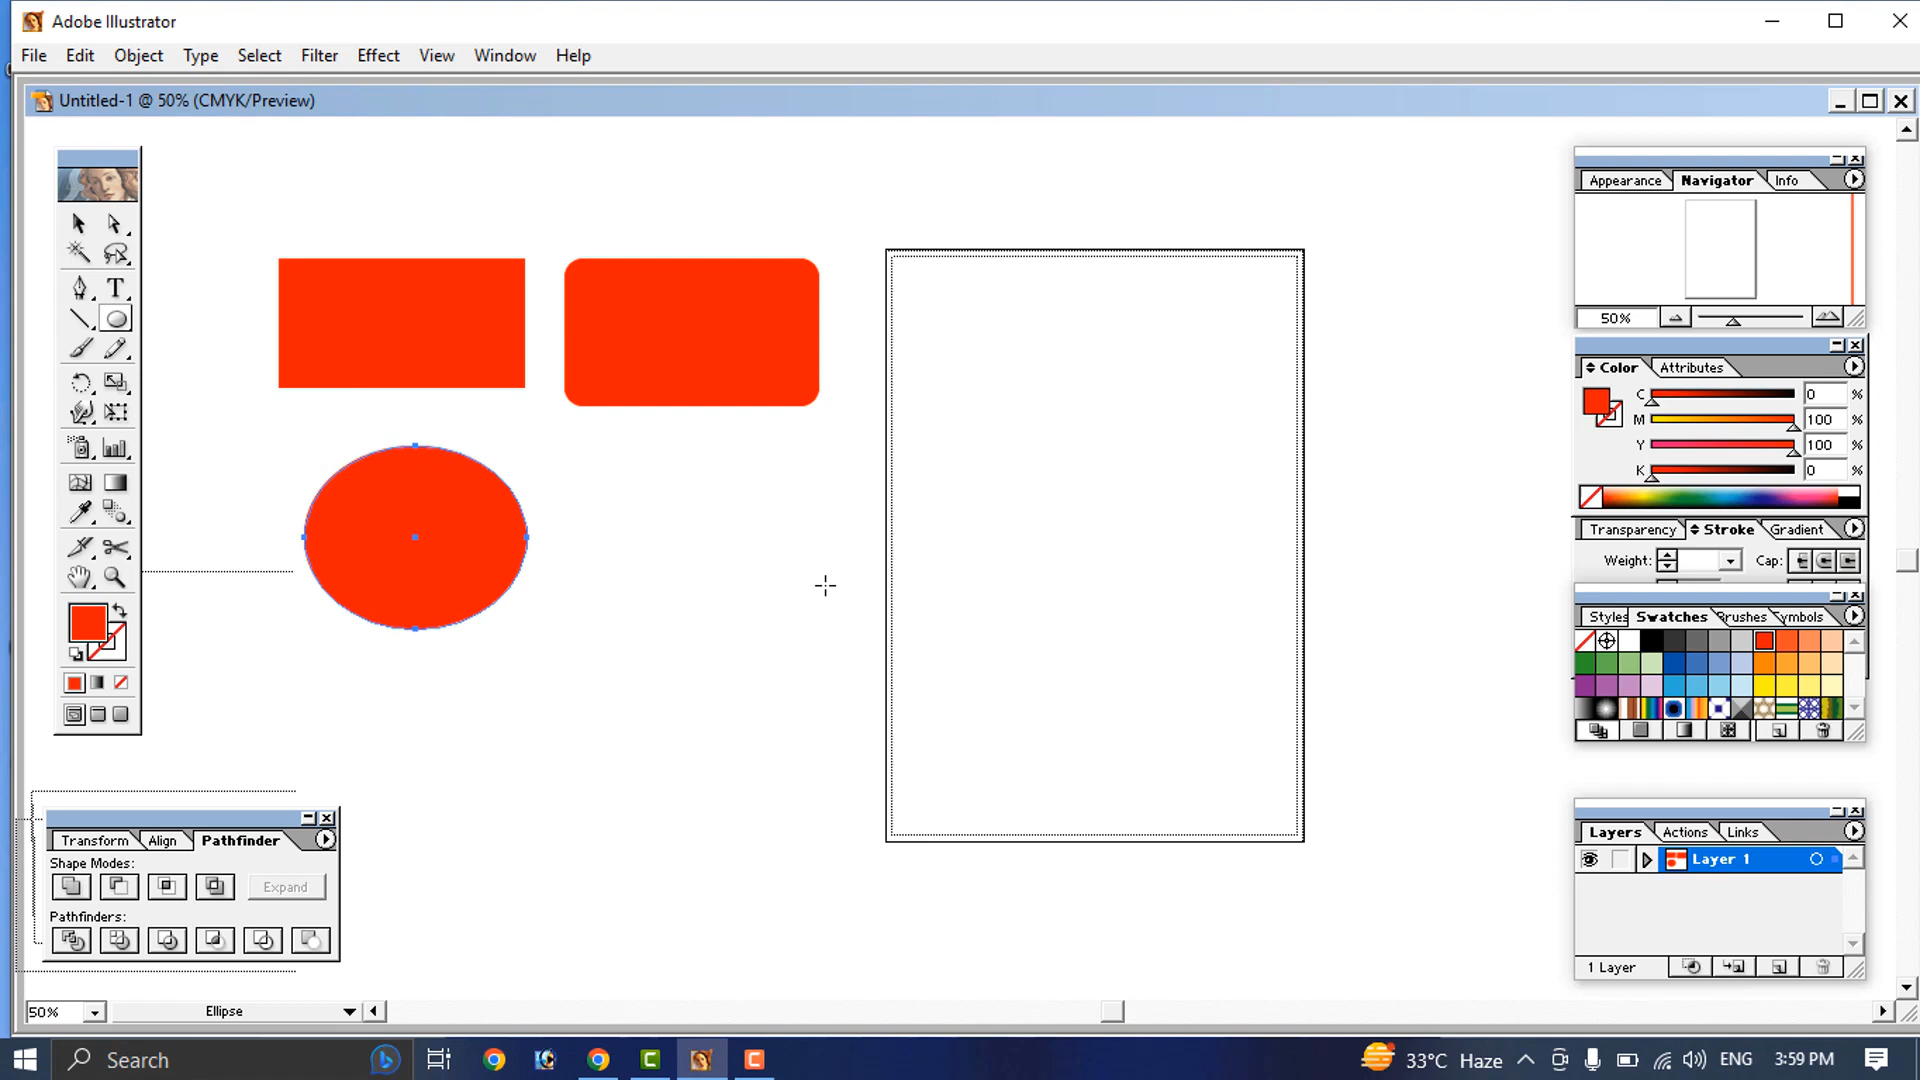 Adobe Illustrator
File Edit Object Type Select Filter Effect View Window Help
Untitled-1 @ 50% (CMYK/Preview)
T
Appearance Navigator Info
50%
Color Attributes
C 0 %
M 100 %
Y 100 %
K 0 %
Transparency Stroke Gradient
Weight: Cap:
Styles Swatches Brushes Symbols
Transform Align Pathfinder
Shape Modes:
Expand
Pathfinders:
Layers Actions Links
Layer 1
1 Layer
50% Ellipse
Search 33°C Haze ENG 3:59 PM